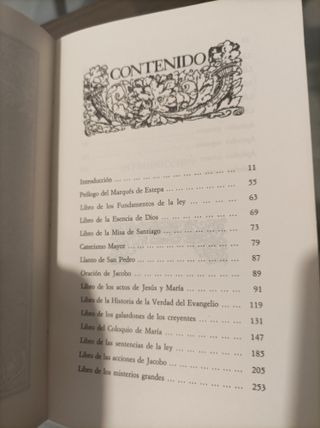 CONTENIDO
Introducción ... ... ... ... ... ... ... ... ... 11
Prólogo del Marqués de Estepa ... ... ... ... ... 55
Libro de los Fundamentos de la ley ... ... ... ... 63
Libro de la Esencia de Dios ... ... ... ... ... ... 69
Libro de la Misa de Santiago ... ... ... ... ... ... 73
Catecismo Mayor ... ... ... ... ... ... ... ... 79
Llanto de San Pedro ... ... ... ... ... ... ... 87
Oración de Jacobo ... ... ... ... ... ... ... ... 89
Libro de los actos de Jesús y María ... ... ... ... 91
Libro de la Historia de la Verdad del Evangelio ... ... 119
Libro de los galardones de los creyentes ... ... ... 131
Libro del Coloquio de María ... ... ... ... ... ... 147
Libro de las sentencias de la ley ... ... ... ... ... 185
Libro de las acciones de Jacobo ... ... ... ... ... 205
Libro de los misterios grandes ... ... ... ... ... 253